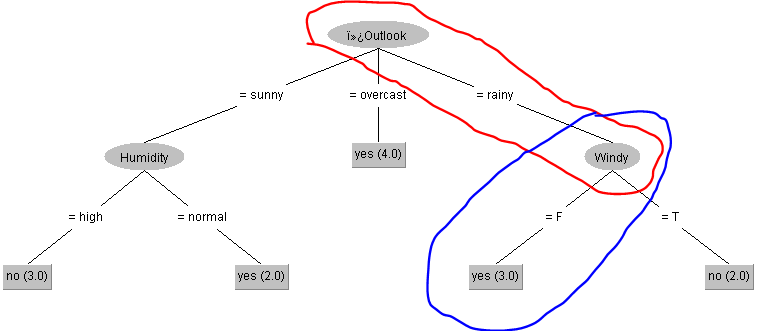 ï»¿Outlook
= sunny
= overcast
= rainy
Humidity
yes (4.0)
Windy
= high
= normal
= F
= T
no (3.0)
yes (2.0)
yes (3.0)
no (2.0)